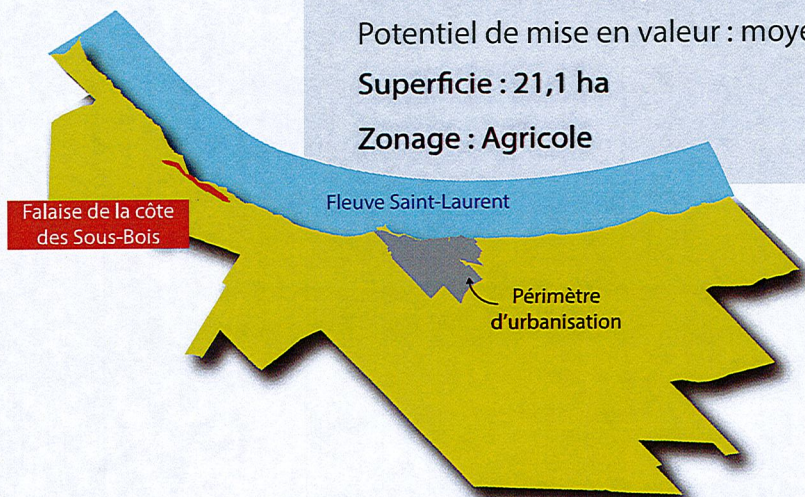 Potentiel de mise en valeur : moye
Superficie : 21,1 ha
Zonage : Agricole
Fleuve Saint-Laurent
Falaise de la côte
des Sous-Bois
Périmètre
d'urbanisation